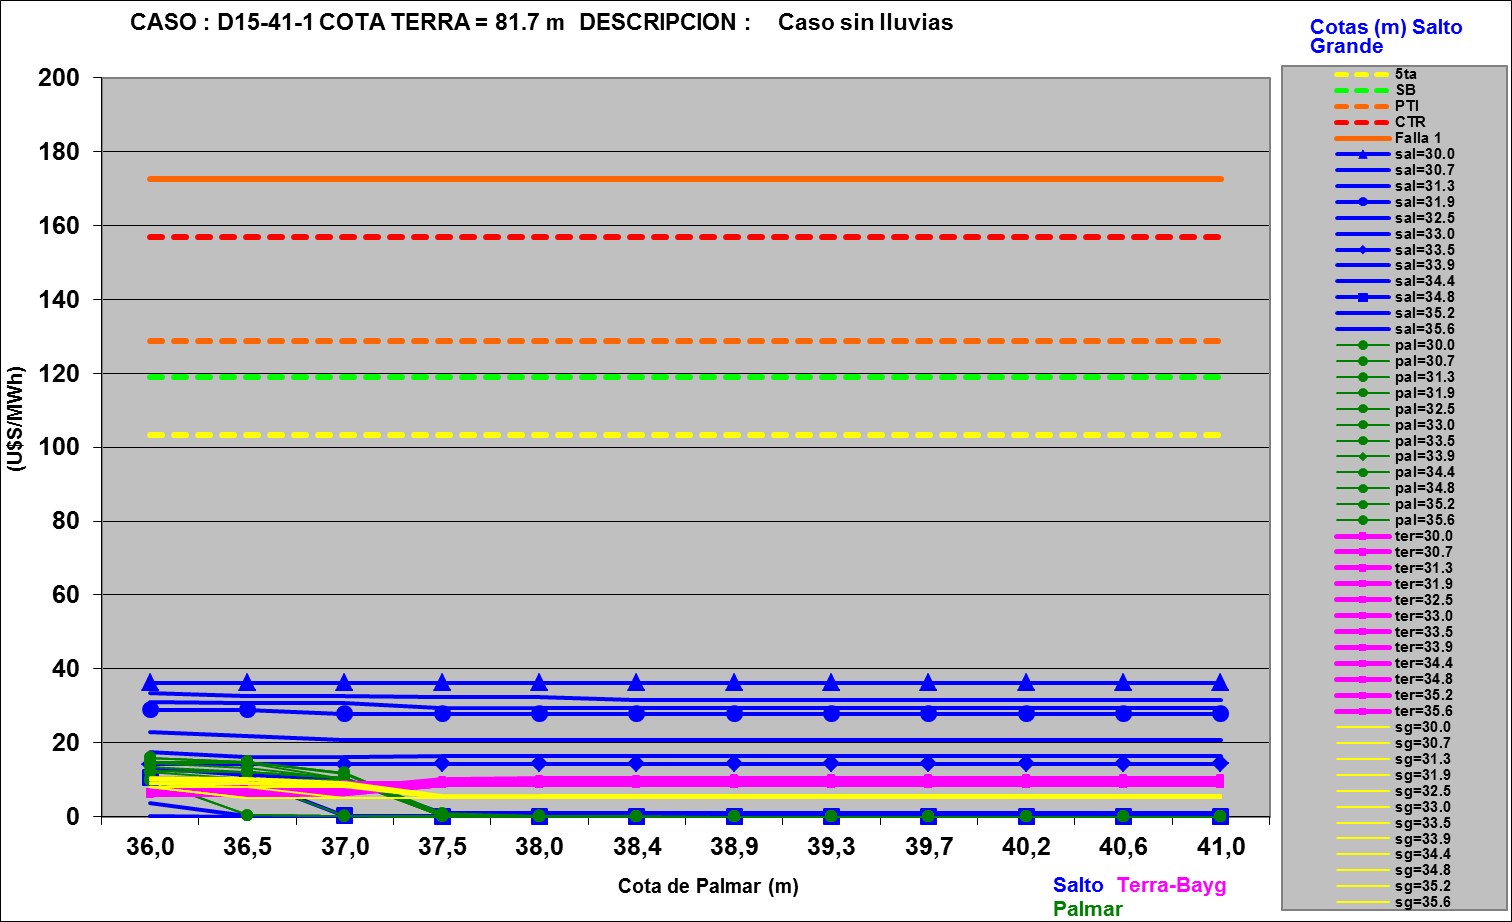 CASO : D15-41-1 COTA TERRA = 81.7 m DESCRIPCION : Caso sin lluvias
Cotas (m) Salto
Grande
200
180
160
140
120
100
80
60
40
20
0
(U$S/MWh)
36,0 36,5 37,0 37,5 38,0 38,4 38,9 39,3 39,7 40,2 40,6 41,0
Cota de Palmar (m)
Salto Terra-Bayg
Palmar
5ta
SB
PTI
CTR
Falla 1
sal=30.0
sal=30.7
sal=31.3
sal=31.9
sal=32.5
sal=33.0
sal=33.5
sal=33.9
sal=34.4
sal=34.8
sal=35.2
sal=35.6
pal=30.0
pal=30.7
pal=31.3
pal=31.9
pal=32.5
pal=33.0
pal=33.5
pal=33.9
pal=34.4
pal=34.8
pal=35.2
pal=35.6
ter=30.0
ter=30.7
ter=31.3
ter=31.9
ter=32.5
ter=33.0
ter=33.5
ter=33.9
ter=34.4
ter=34.8
ter=35.2
ter=35.6
sg=30.0
sg=30.7
sg=31.3
sg=31.9
sg=32.5
sg=33.0
sg=33.5
sg=33.9
sg=34.4
sg=34.8
sg=35.2
sg=35.6